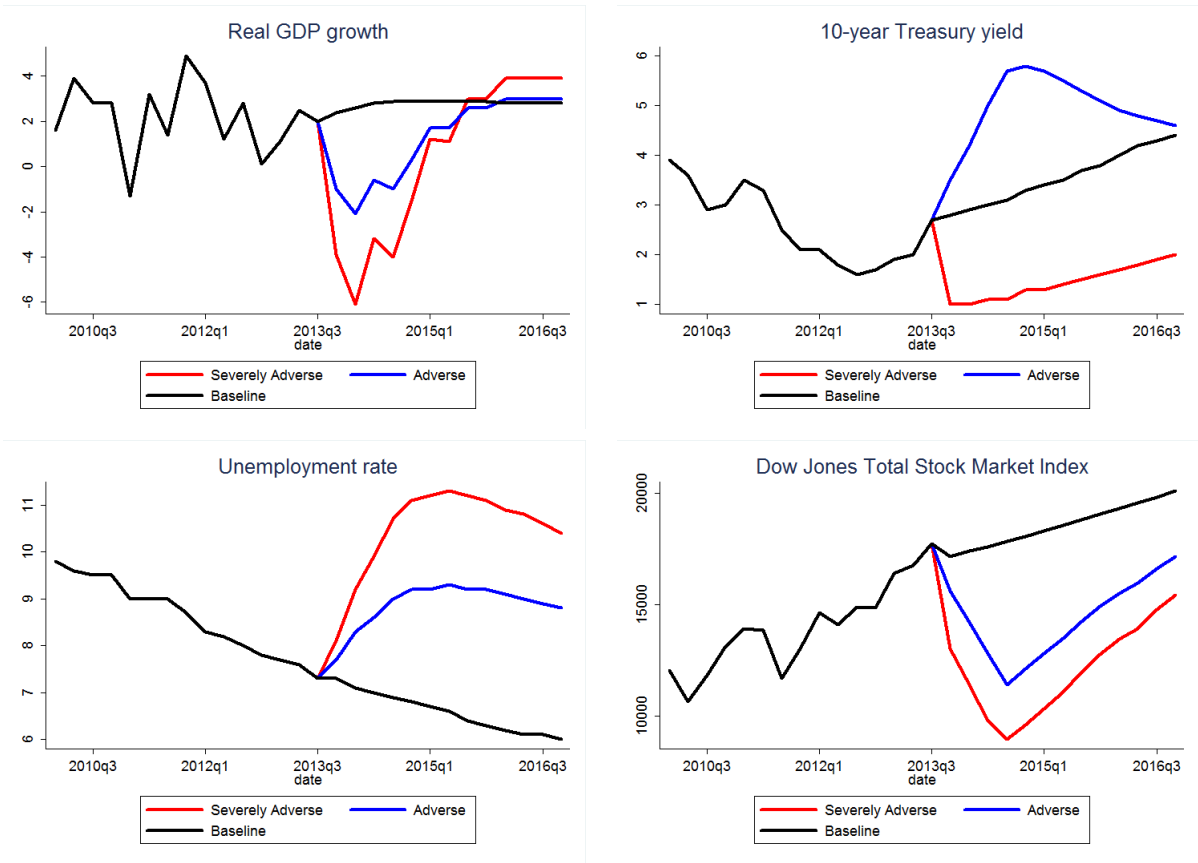 Real GDP growth
4
2
0
-2
-4
-6
2010q3 2012q1 2013q3 2015q1 2016q3
date
Severely Adverse Adverse
Baseline
10-year Treasury yield
6
5
4
3
2
1
2010q3 2012q1 2013q3 2015q1 2016q3
date
Severely Adverse Adverse
Baseline
Unemployment rate
11
10
9
8
7
6
2010q3 2012q1 2013q3 2015q1 2016q3
date
Severely Adverse Adverse
Baseline
Dow Jones Total Stock Market Index
20000
15000
10000
2010q3 2012q1 2013q3 2015q1 2016q3
date
Severely Adverse Adverse
Baseline